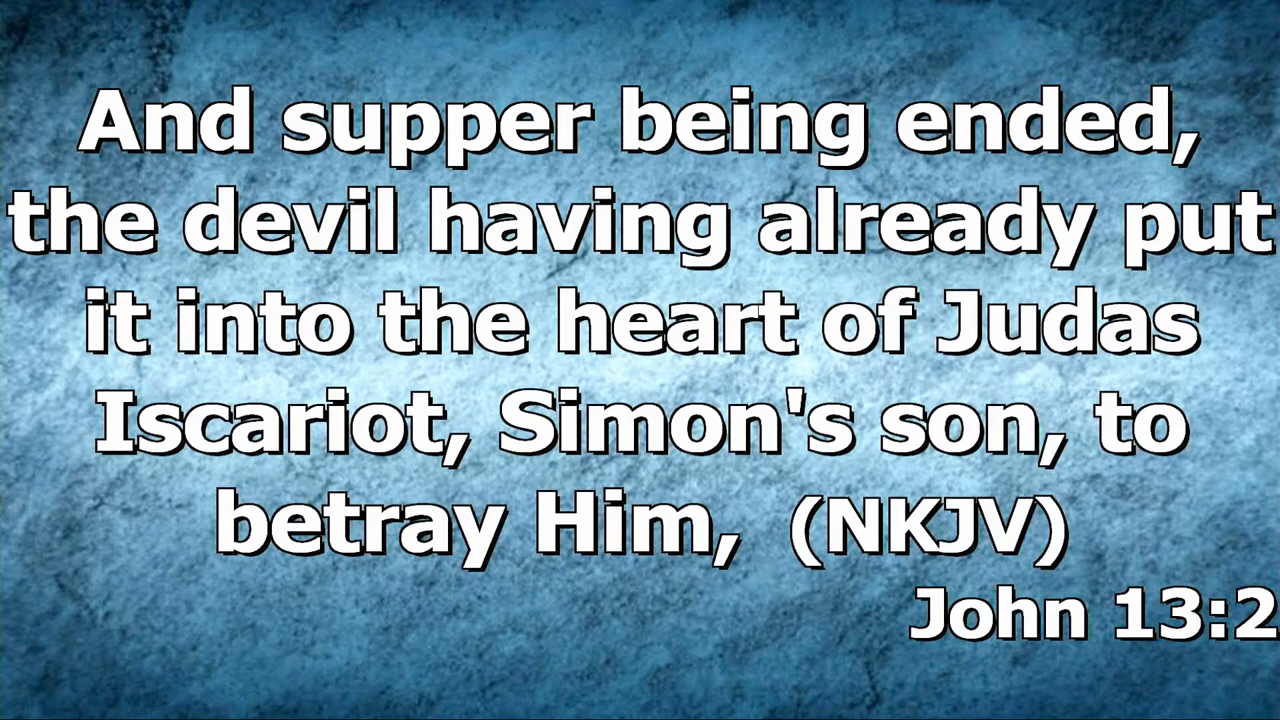 And supper being ended,
the devil having already put
it into the heart of Judas
Iscariot, Simon's son, to
betray Him,  (NKJV)
John 13:2